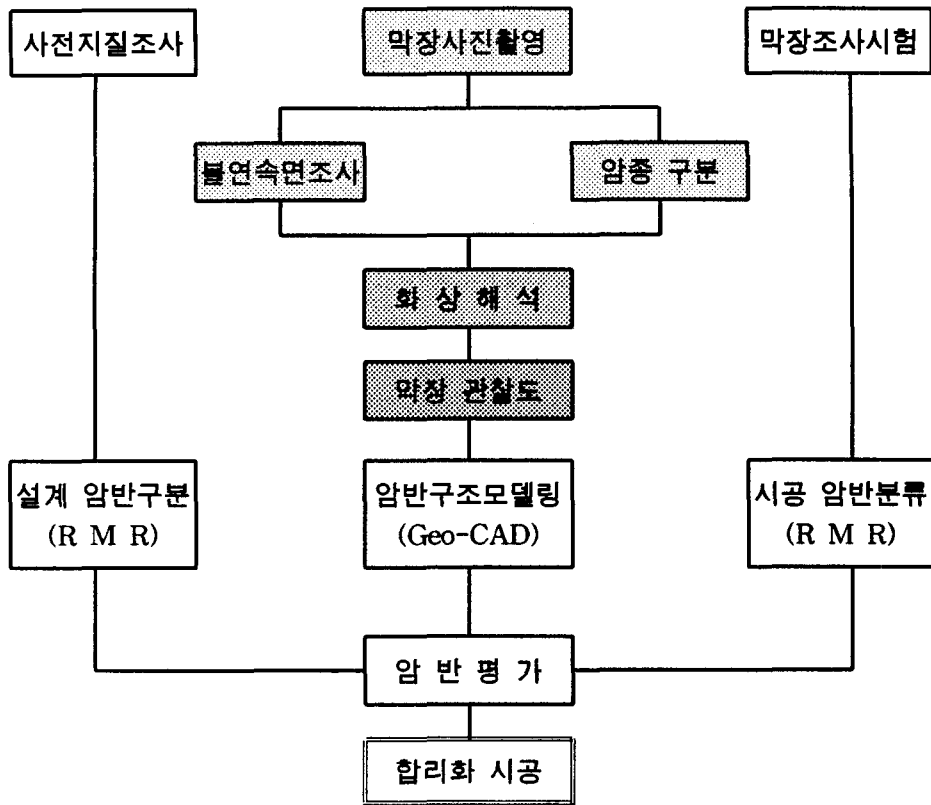 사전지질조사
막장사진촬영
막장조사시험
불연속면조사
암종 구분
화 상 해 석
막장 관찰도
설계 암반구분
(R M R)
암반구조모델링
(Geo-CAD)
시공 암반분류
(R M R)
암 반 평 가
합리화 시공